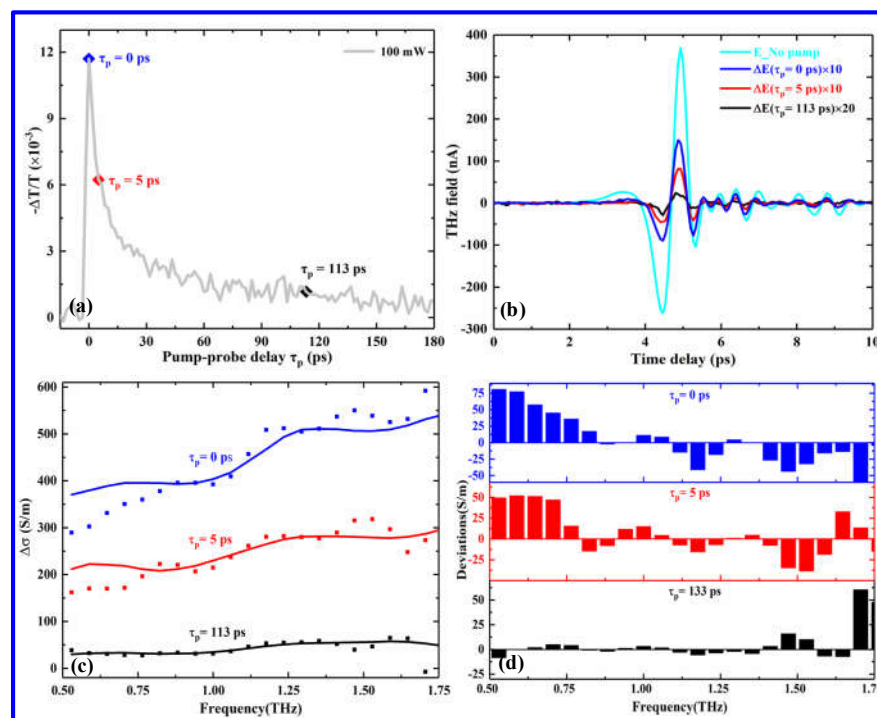 12
9
6
3
0
-ΔT/T (×10⁻³)
τp = 0 ps
τp = 5 ps
τp = 113 ps
100 mW
(a)
0 30 60 90 120 150 180
Pump-probe delay τp (ps)
400
300
200
100
0
-100
-200
-300
THz field (nA)
E_No pump
ΔE(τp= 0 ps)×10
ΔE(τp= 5 ps)×10
ΔE(τp= 113 ps)×20
(b)
0 2 4 6 8 10
Time delay (ps)
600
500
400
300
200
100
0
Δσ (S/m)
τp= 0 ps
τp= 5 ps
τp= 113 ps
(c)
0.50 0.75 1.00 1.25 1.50 1.75
Frequency(THz)
75
50
25
0
-25
-50
τp= 0 ps
50
25
0
-25
τp= 5 ps
Deviations(S/m)
50
25
0
τp= 133 ps
(d)
0.50 0.75 1.00 1.25 1.50 1.75
Frequency(THz)